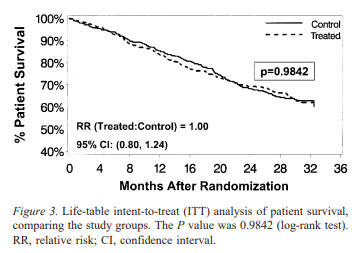 100%
90%
80%
70%
60%
50%
40%
% Patient Survival
Control
Treated
p=0.9842
RR (Treated:Control) = 1.00
95% CI: (0.80, 1.24)
0 4 8 12 16 20 24 28 32 36
Months After Randomization
Figure 3. Life-table intent-to-treat (ITT) analysis of patient survival,
comparing the study groups. The P value was 0.9842 (log-rank test).
RR, relative risk; CI, confidence interval.